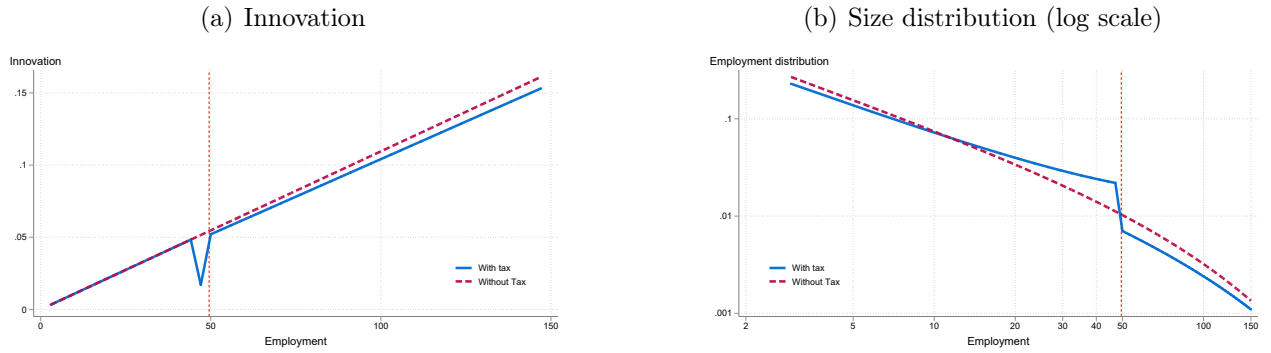 (a) Innovation
Innovation
.15
.1
.05
0
0
50
100
150
Employment
With tax
Without Tax
(b) Size distribution (log scale)
Employment distribution
.1
.01
.001
2
5
10
20
30
40
50
100
150
Employment
With tax
Without Tax